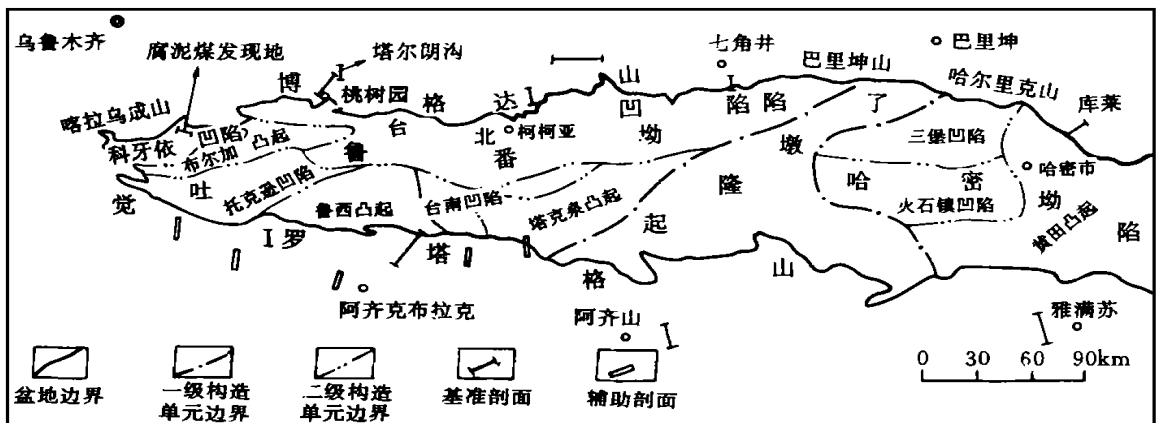 乌鲁木齐
腐泥煤发现地
塔尔朗沟
七角井
巴里坤
巴里坤山
哈尔里克山
库莱
喀拉乌成山
博格达山
桃树园
科牙依凹陷
布尔加凸起
台北凹陷
柯柯亚
吐鲁番坳陷
了墩隆起
三堡凹陷
哈密市
哈密坳陷
托克逊凹陷
鲁西凸起
台南凹陷
塔克泉凸起
火石镇凹陷
黄田凸起
觉罗塔格山
I
I
I
阿齐克布拉克
阿齐山
雅满苏
0 30 60 90km
盆地边界
一级构造
单元边界
二级构造
单元边界
基准剖面
辅助剖面